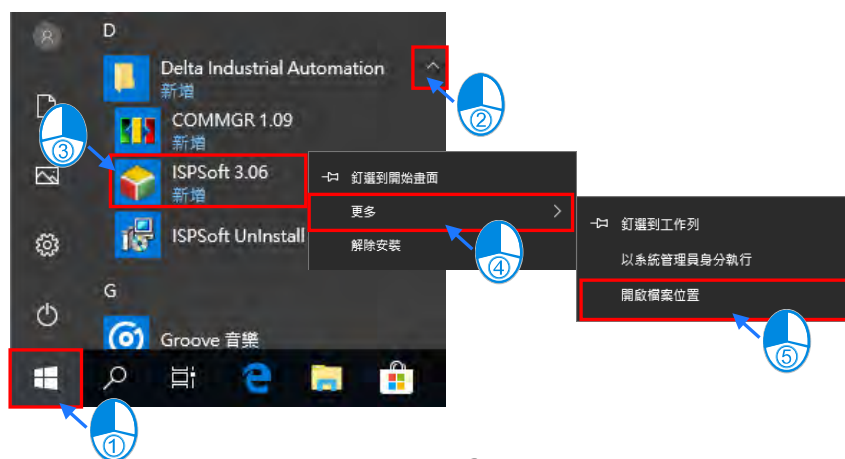 D
Delta Industrial Automation
新增
②
COMMGR 1.09
新增
③
ISPSoft 3.06
新增
釘選到開始畫面
更多
④
解除安裝
釘選到工作列
以系統管理員身分執行
開啟檔案位置
⑤
ISPSoft UnInstall
G
Groove 音樂
①